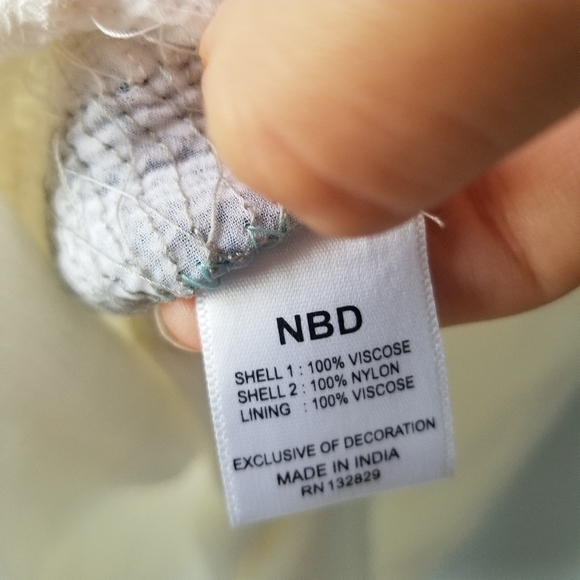 NBD
SHELL 1 : 100% VISCOSE
SHELL 2 : 100% NYLON
LINING : 100% VISCOSE
EXCLUSIVE OF DECORATION
MADE IN INDIA
RN 132829